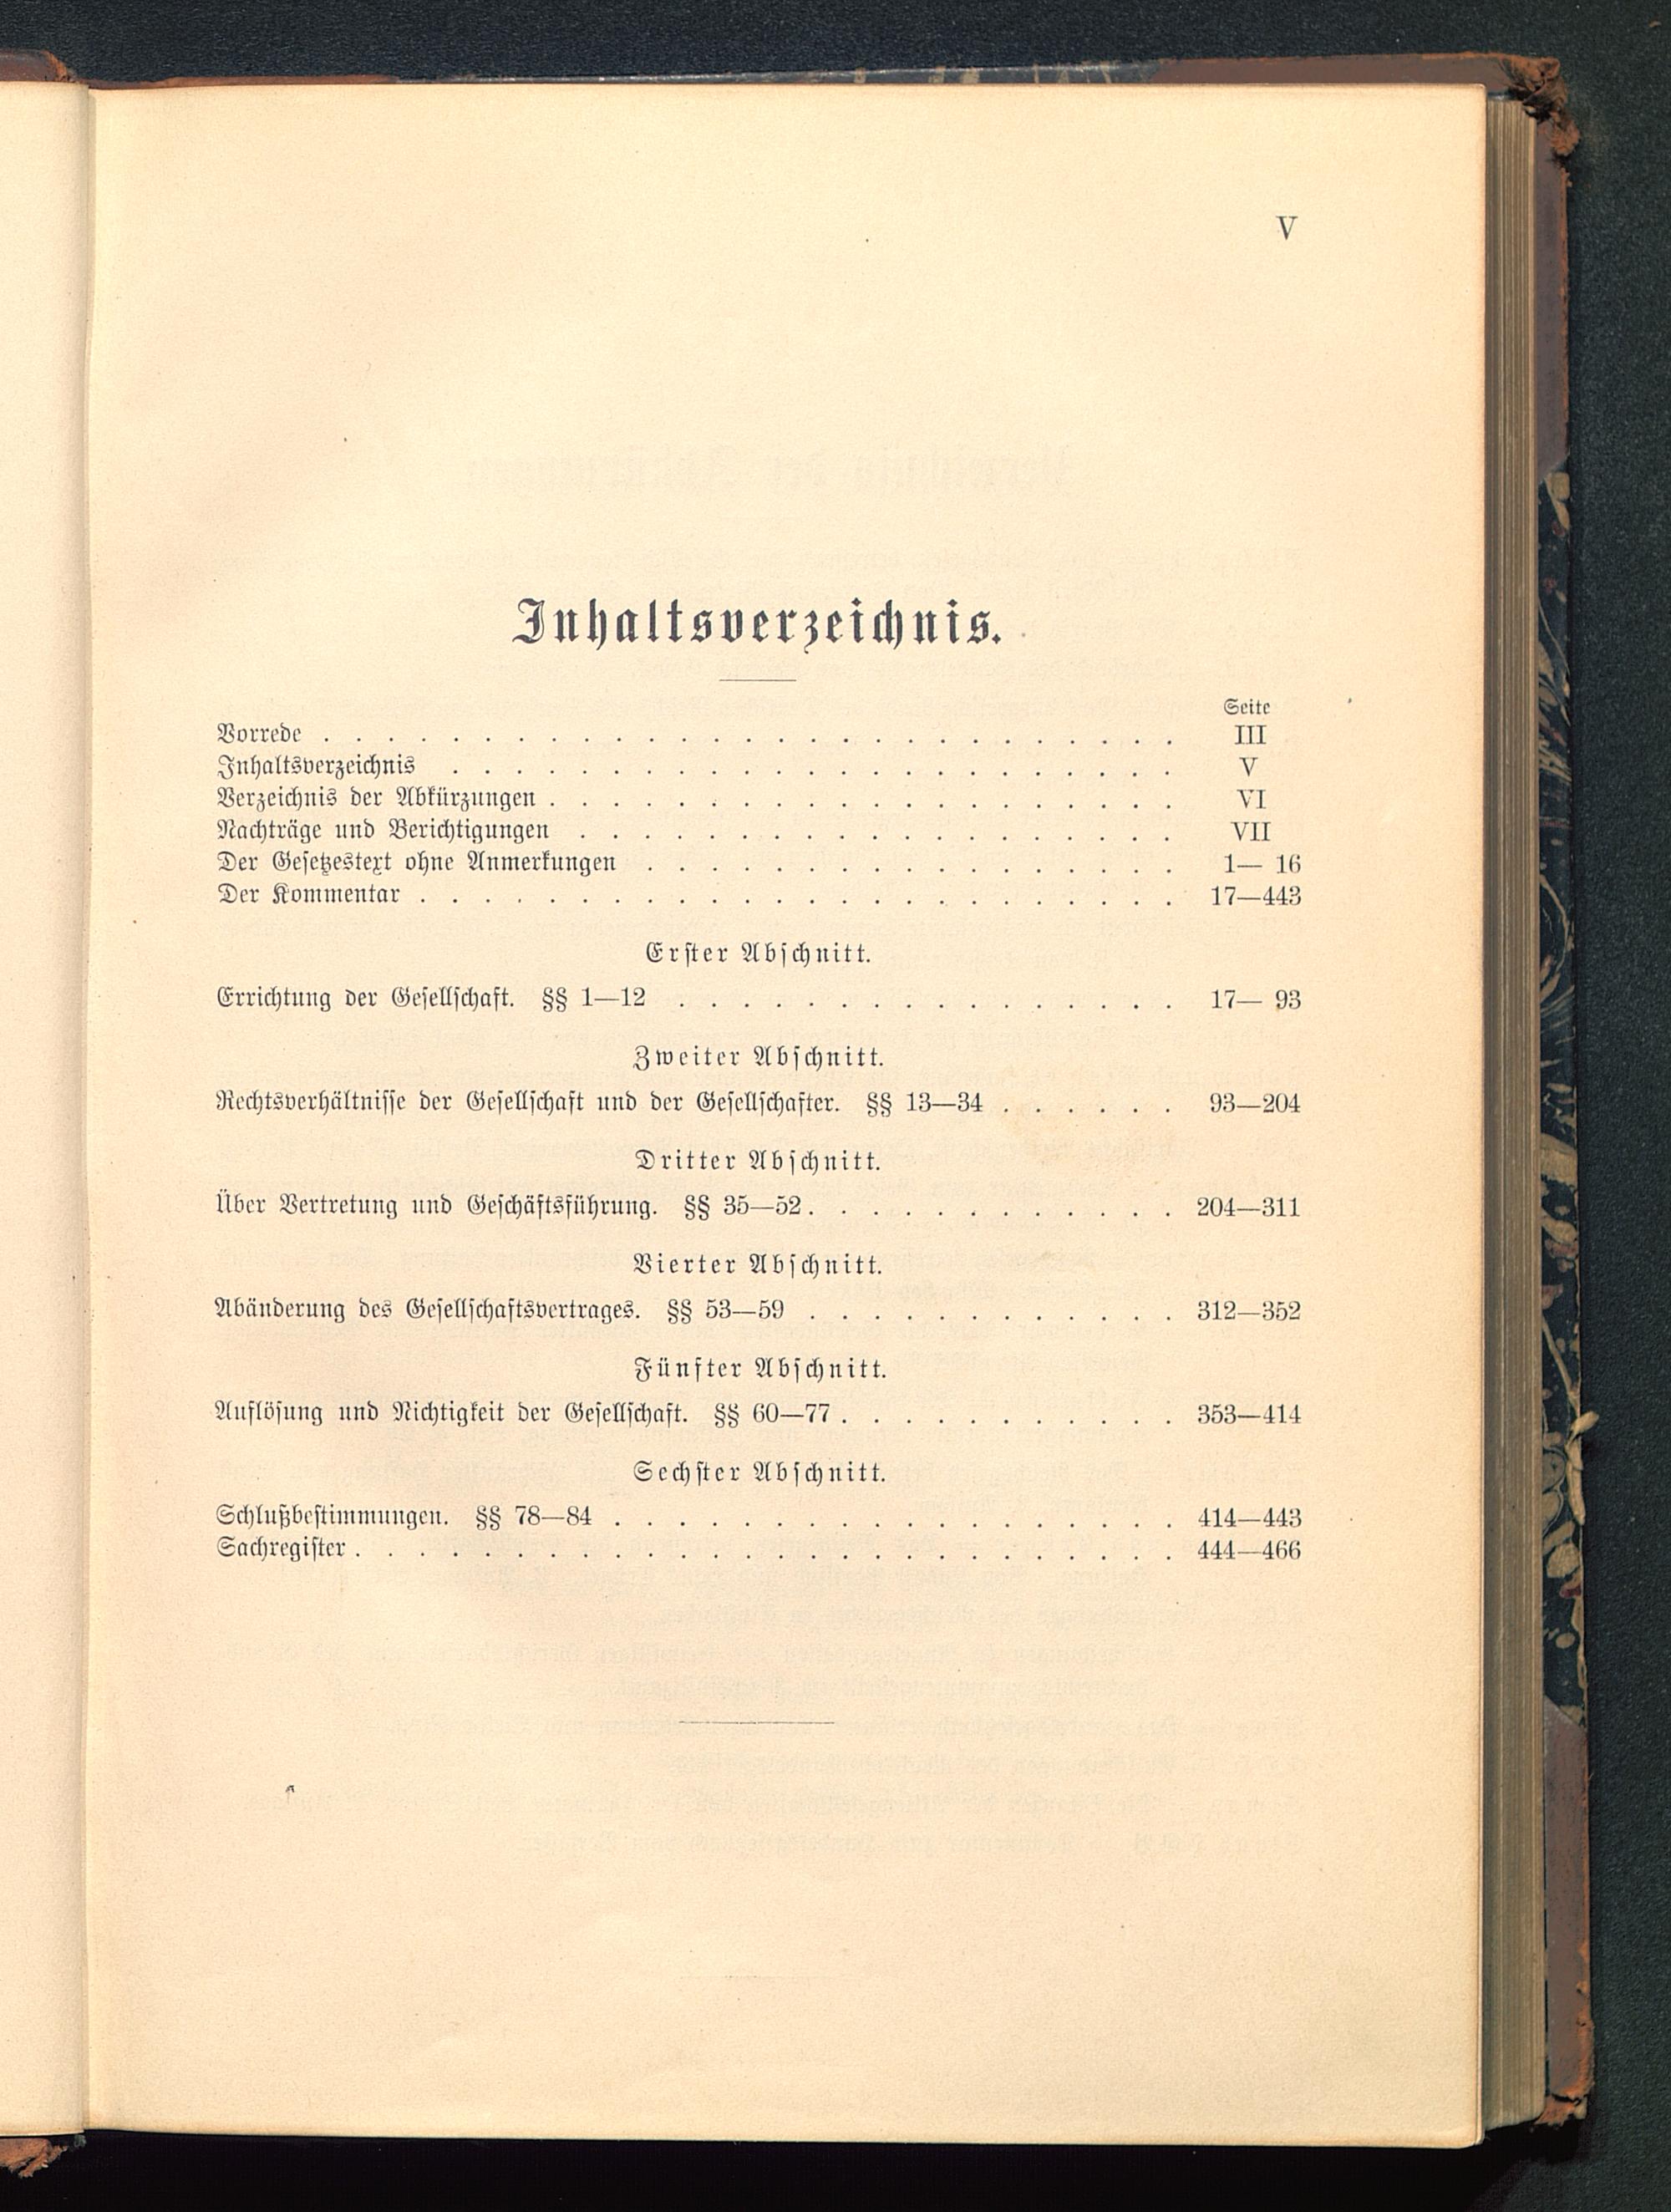 V
Inhaltsverzeichnis.
Seite
Vorrede . . . . . . . . . . . . . . . . . . . . . . . . . . . III
Inhaltsverzeichnis . . . . . . . . . . . . . . . . . . . . . . . V
Verzeichnis der Abkürzungen . . . . . . . . . . . . . . . . . . . . VI
Nachträge und Berichtigungen . . . . . . . . . . . . . . . . . . . VII
Der Gesetzestext ohne Anmerkungen . . . . . . . . . . . . . . . . . 1— 16
Der Kommentar . . . . . . . . . . . . . . . . . . . . . . . . 17—443
Erster Abschnitt.
Errichtung der Gesellschaft. §§ 1—12 . . . . . . . . . . . . . . . . 17— 93
Zweiter Abschnitt.
Rechtsverhältnisse der Gesellschaft und der Gesellschafter. §§ 13—34 . . . . . . 93—204
Dritter Abschnitt.
Über Vertretung und Geschäftsführung. §§ 35—52 . . . . . . . . . . . . 204—311
Vierter Abschnitt.
Abänderung des Gesellschaftsvertrages. §§ 53—59 . . . . . . . . . . . . 312—352
Fünfter Abschnitt.
Auflösung und Nichtigkeit der Gesellschaft. §§ 60—77 . . . . . . . . . . . 353—414
Sechster Abschnitt.
Schlußbestimmungen. §§ 78—84 . . . . . . . . . . . . . . . . . . 414—443
Sachregister . . . . . . . . . . . . . . . . . . . . . . . . . . 444—466